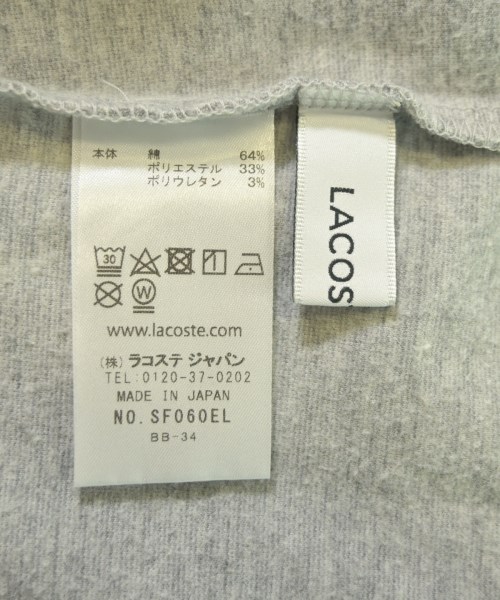 本体 綿 64%
ポリエステル 33%
ポリウレタン 3%
30
W
www.lacoste.com
(株) ラコステ ジャパン
TEL:0120-37-0202
MADE IN JAPAN
NO. SF060EL
BB-34
LACOS